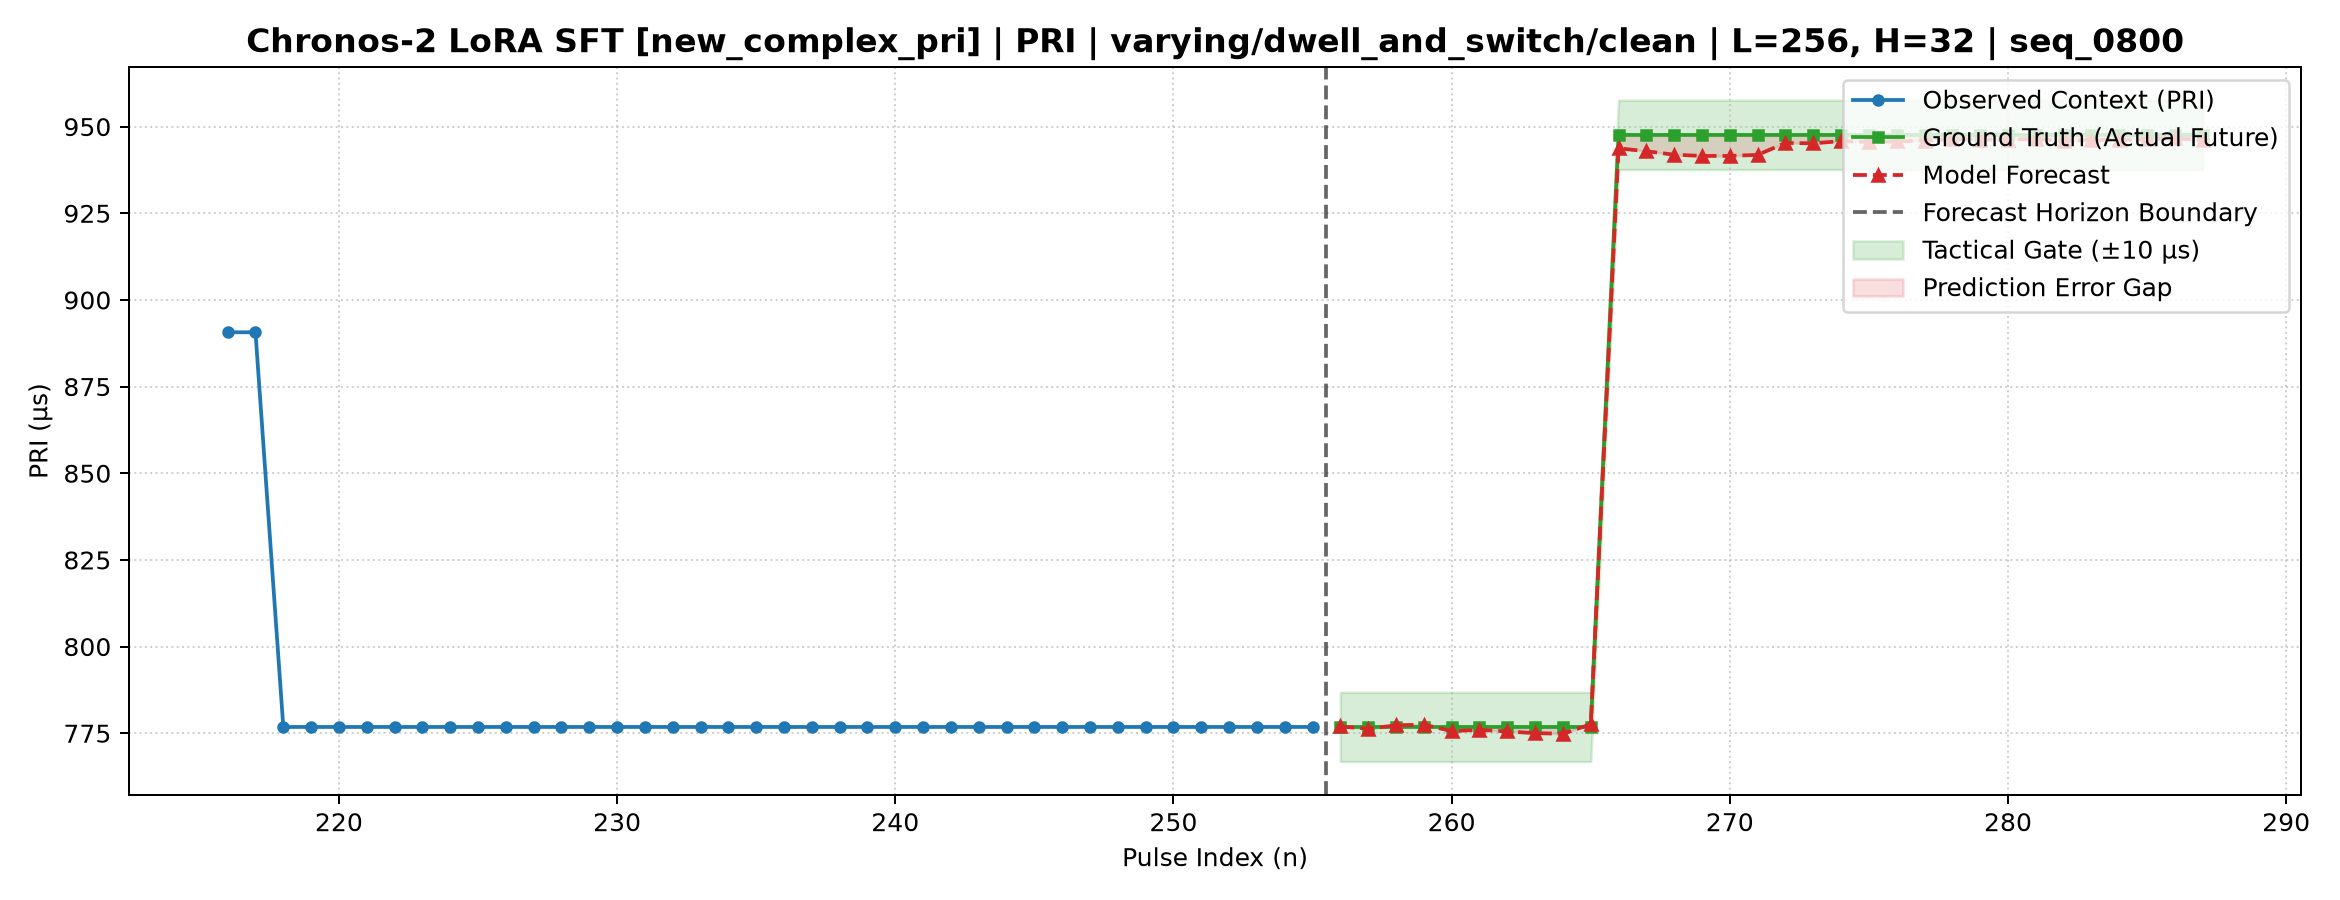 Chronos-2 LoRA SFT [new_complex_pri] | PRI | varying/dwell_and_switch/clean | L=256, H=32 | seq_0800
Observed Context (PRI)
Ground Truth (Actual Future)
Model Forecast
Forecast Horizon Boundary
Tactical Gate (±10 µs)
Prediction Error Gap
PRI (µs)
950
925
900
875
850
825
800
775
220
230
240
250
260
270
280
290
Pulse Index (n)